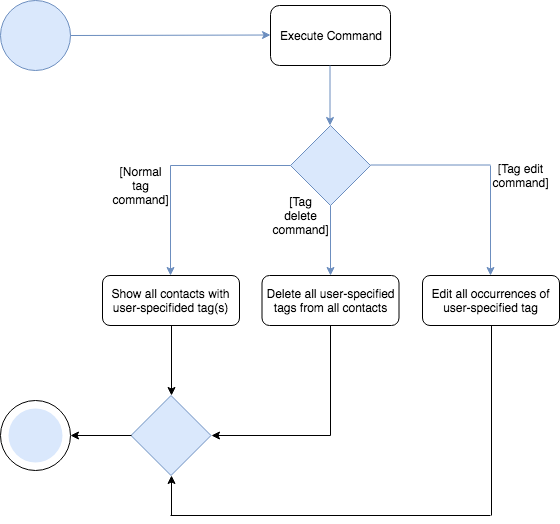 Execute Command
[Normal
tag
command]
[Tag
delete
command]
[Tag edit
command]
Show all contacts with
user-specifided tag(s)
Delete all user-specified
tags from all contacts
Edit all occurrences of
user-specified tag